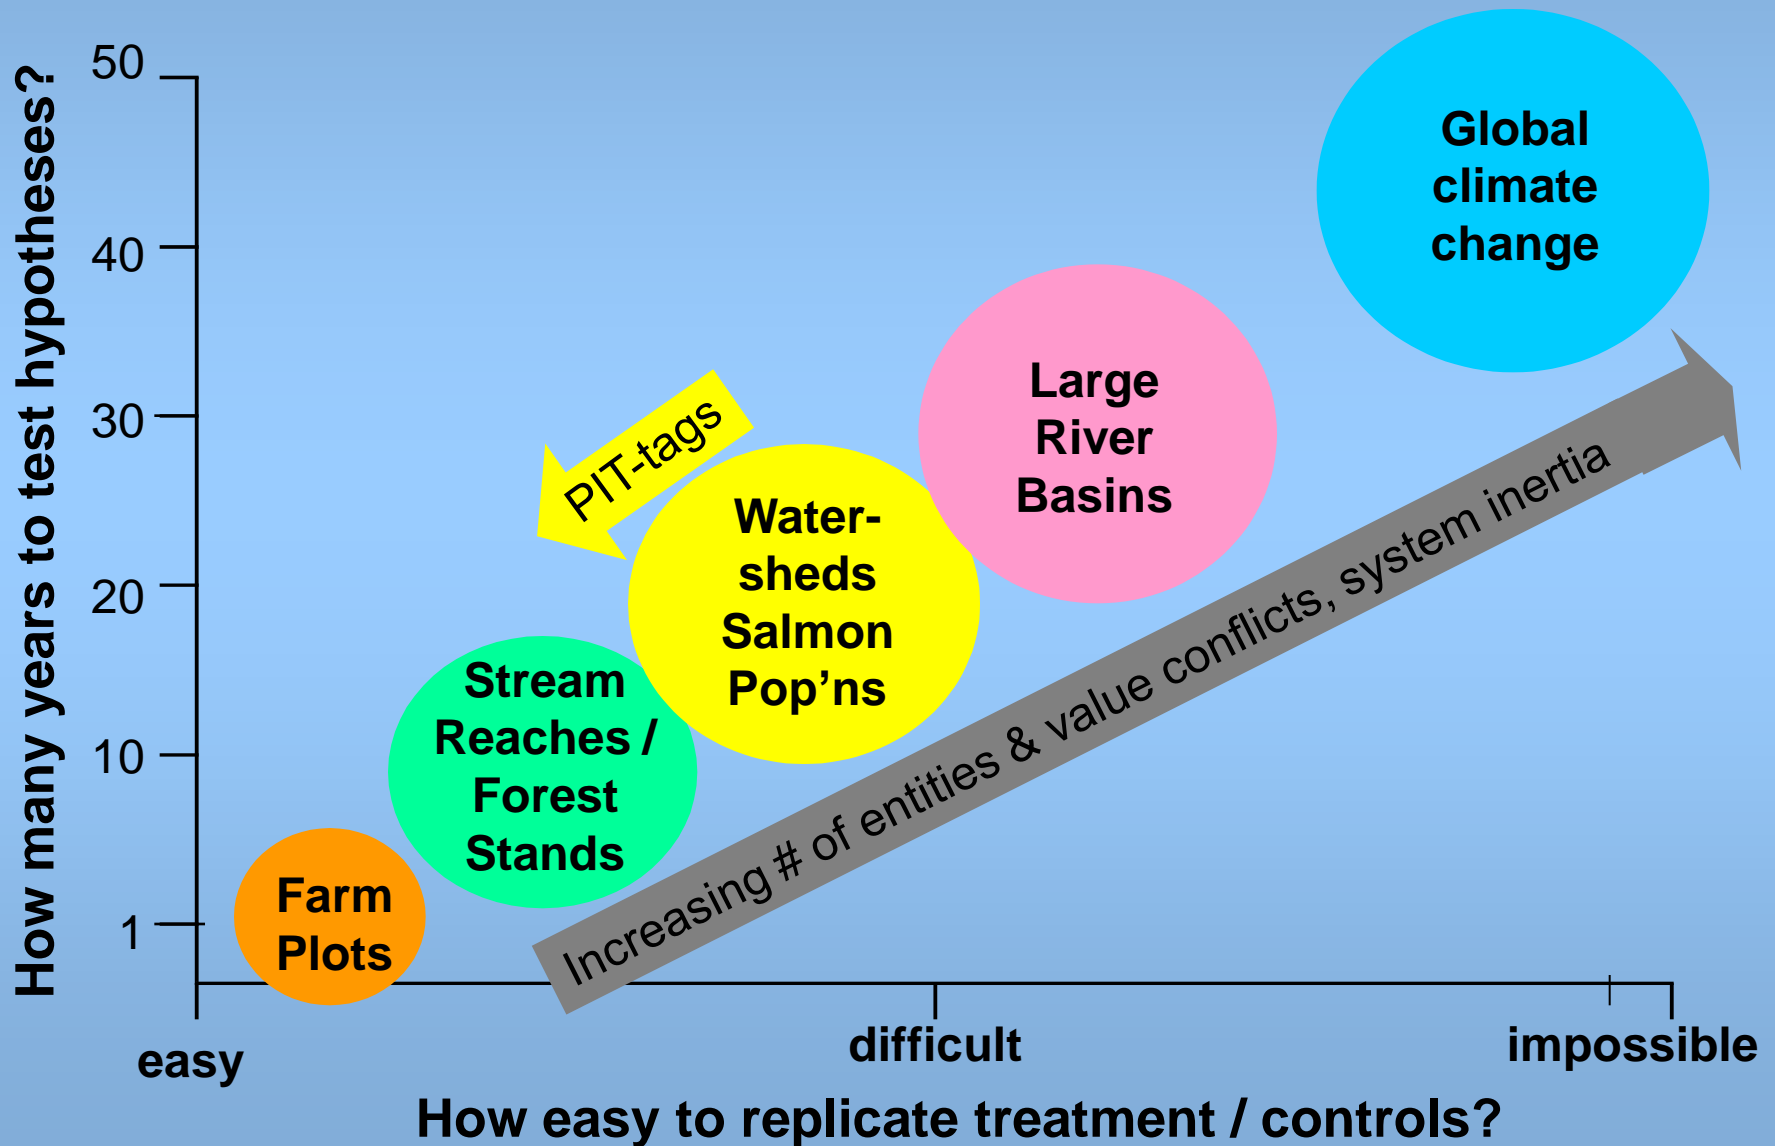 How many years to test hypotheses?
50
40
30
20
10
1
Global
climate
change
Large
River
Basins
PIT-tags
Water-
sheds
Salmon
Pop'ns
Stream
Reaches /
Forest
Stands
Farm
Plots
Increasing # of entities & value conflicts, system inertia
easy
difficult
impossible
How easy to replicate treatment / controls?